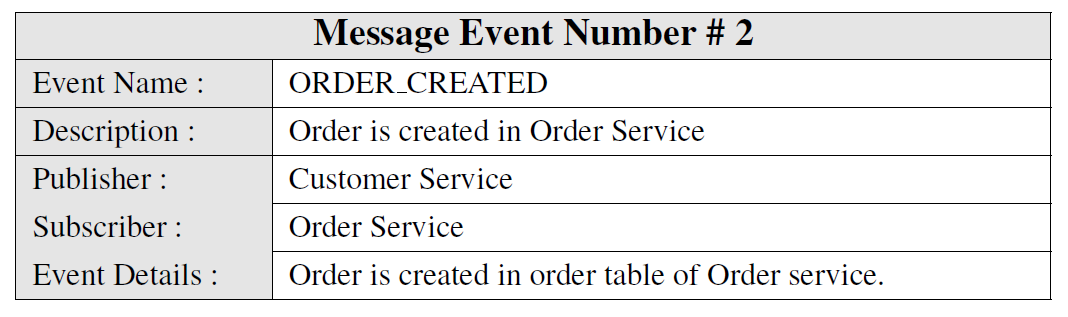 Message Event Number # 2
Event Name : ORDER_CREATED
Description : Order is created in Order Service
Publisher : Customer Service
Subscriber : Order Service
Event Details : Order is created in order table of Order service.